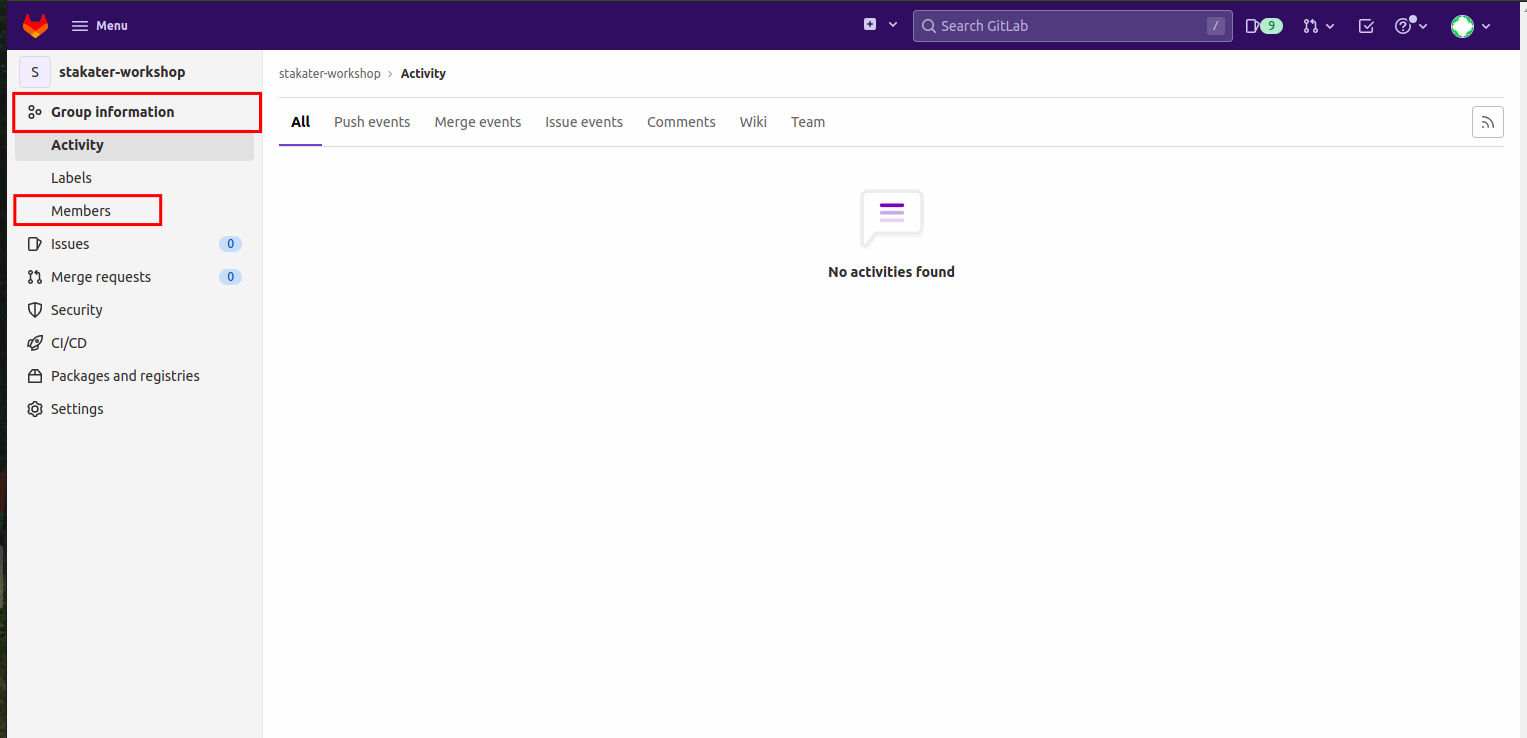 Menu
Search GitLab
/
9
S
stakater-workshop
Group information
Activity
Labels
Members
Issues
0
Merge requests
0
Security
CI/CD
Packages and registries
Settings
stakater-workshop › Activity
All
Push events
Merge events
Issue events
Comments
Wiki
Team
No activities found